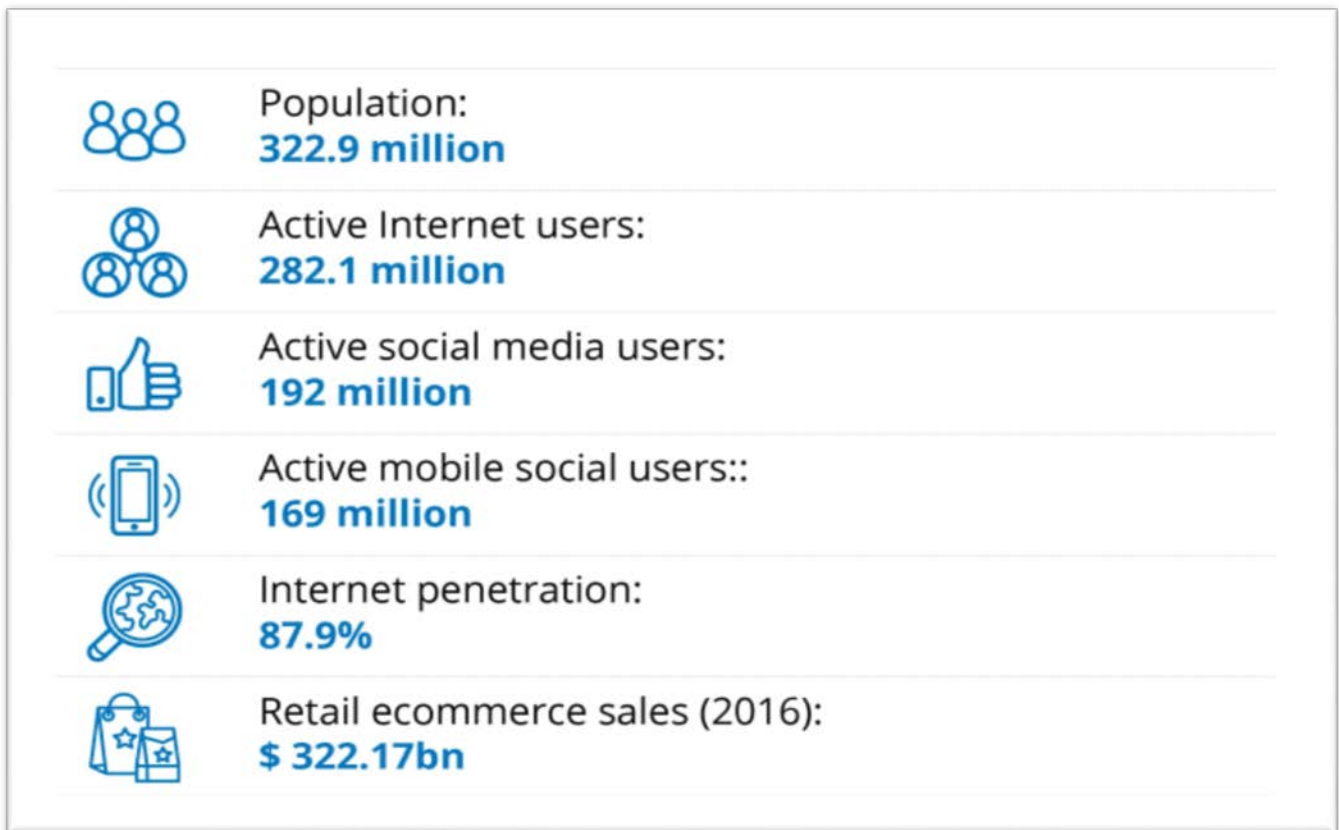 Population:
322.9 million
Active Internet users:
282.1 million
Active social media users:
192 million
Active mobile social users::
169 million
Internet penetration:
87.9%
Retail ecommerce sales (2016):
$ 322.17bn